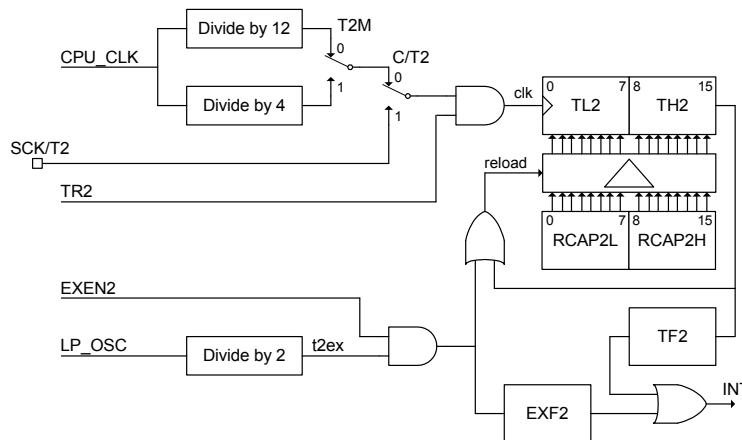 Divide by 12
T2M
CPU_CLK
0
C/T2
1
0
Divide by 4
1
clk
0 7 8 15
TL2 TH2
SCK/T2
TR2
reload
0 7 8 15
RCAP2L RCAP2H
EXEN2
LP_OSC
Divide by 2
t2ex
TF2
EXF2
INT